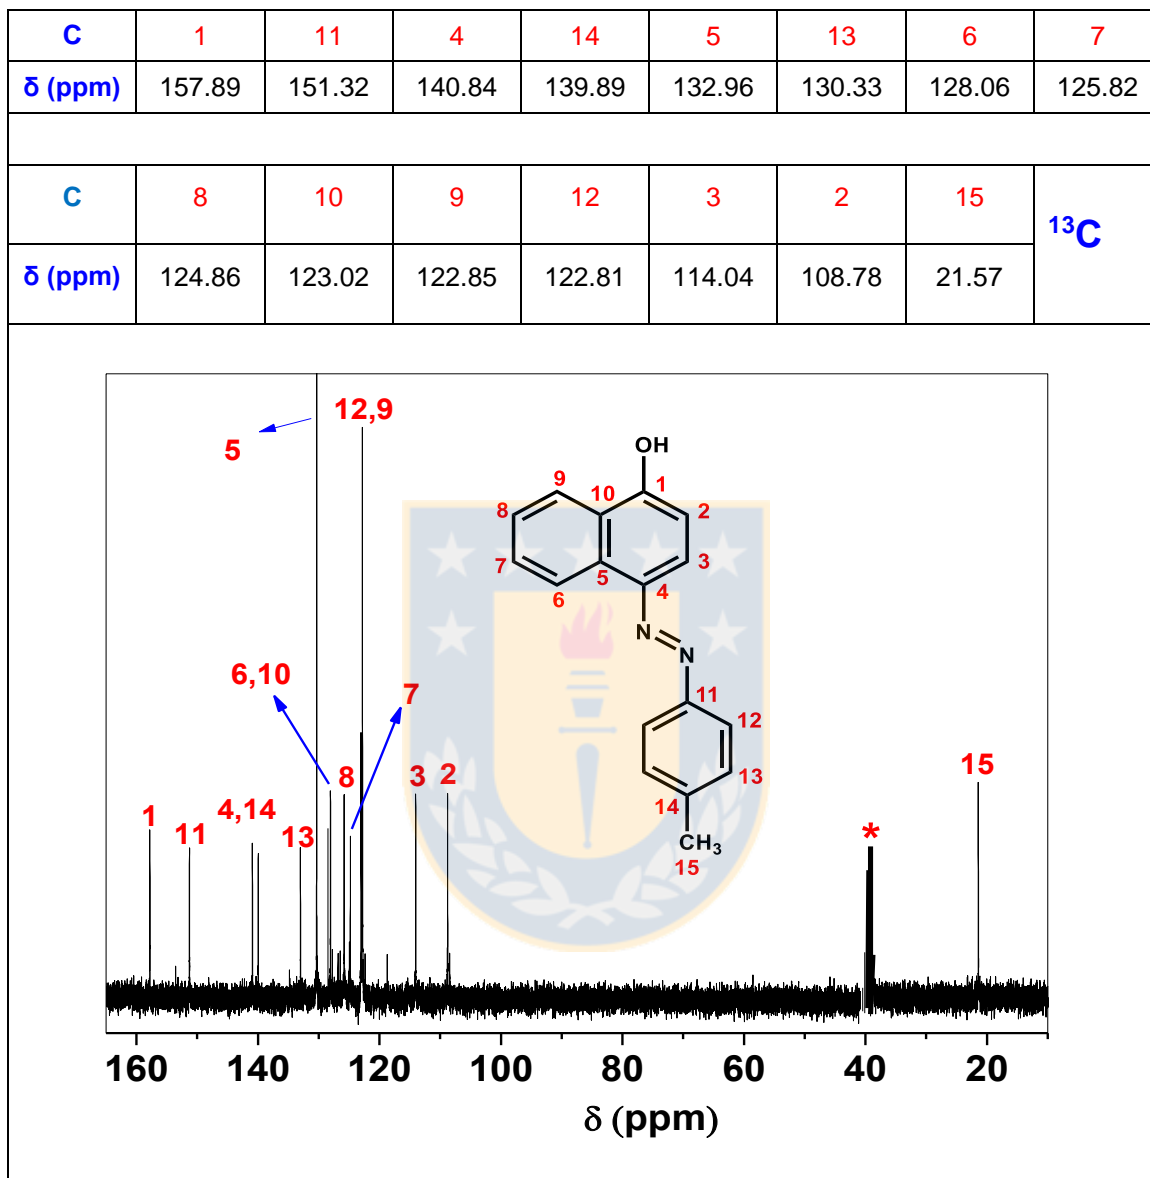 C 1 11 4 14 5 13 6 7
δ (ppm) 157.89 151.32 140.84 139.89 132.96 130.33 128.06 125.82
C 8 10 9 12 3 2 15 ¹³C
δ (ppm) 124.86 123.02 122.85 122.81 114.04 108.78 21.57
12,9
5
OH
9 10 1
8 2
7 5 3
6 4
N
N
11
12
13
14
CH₃
15
6,10
7
8
3 2
15
1
11
4,14
13
*
160 140 120 100 80 60 40 20
δ (ppm)